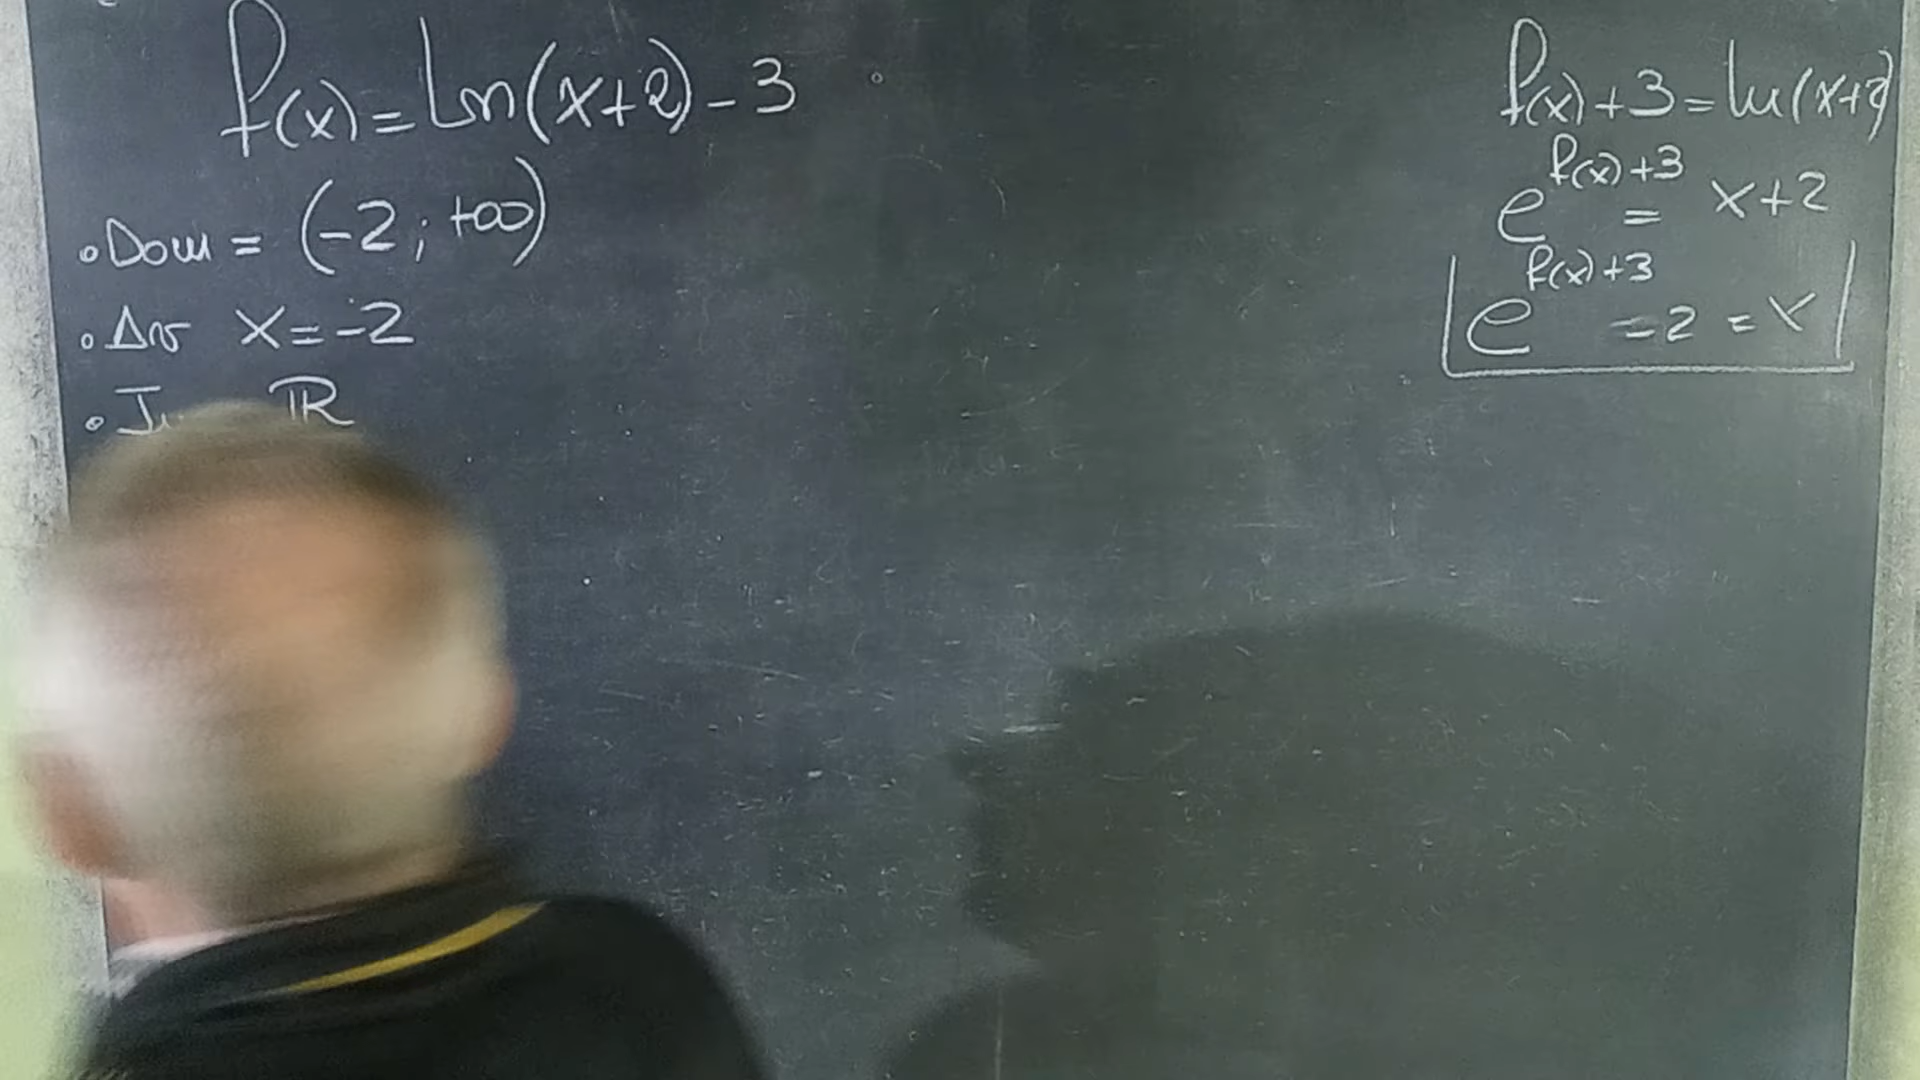 f(x) = Ln(x+2) - 3
• Dom = (-2; +∞)
• x = -2
• ℝ
f(x) + 3 = ln(x+2)
e^{f(x)+3} = x+2
e^{f(x)+3} - 2 = x